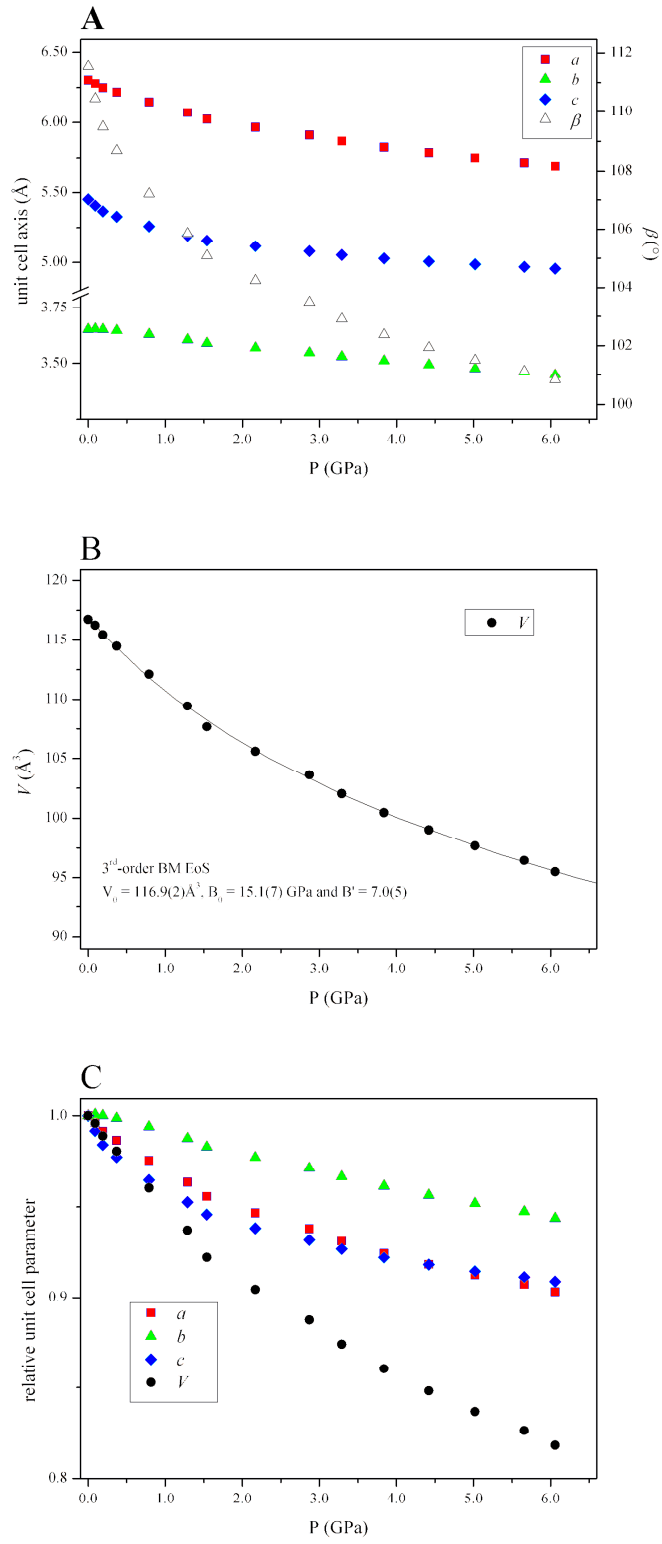 A
6.50
6.00
5.50
5.00
3.75
3.50
unit cell axis (Å)
a
b
c
β
112
110
108
106
104
102
100
β(°)
0.0 1.0 2.0 3.0 4.0 5.0 6.0
P (GPa)
B
120
115
110
105
100
95
90
V (Å³)
V
3rd-order BM EoS
V₀ = 116.9(2)Å³. B₀ = 15.1(7) GPa and B' = 7.0(5)
0.0 1.0 2.0 3.0 4.0 5.0 6.0
P (GPa)
C
1.0
0.9
0.8
relative unit cell parameter
a
b
c
V
0.0 1.0 2.0 3.0 4.0 5.0 6.0
P (GPa)